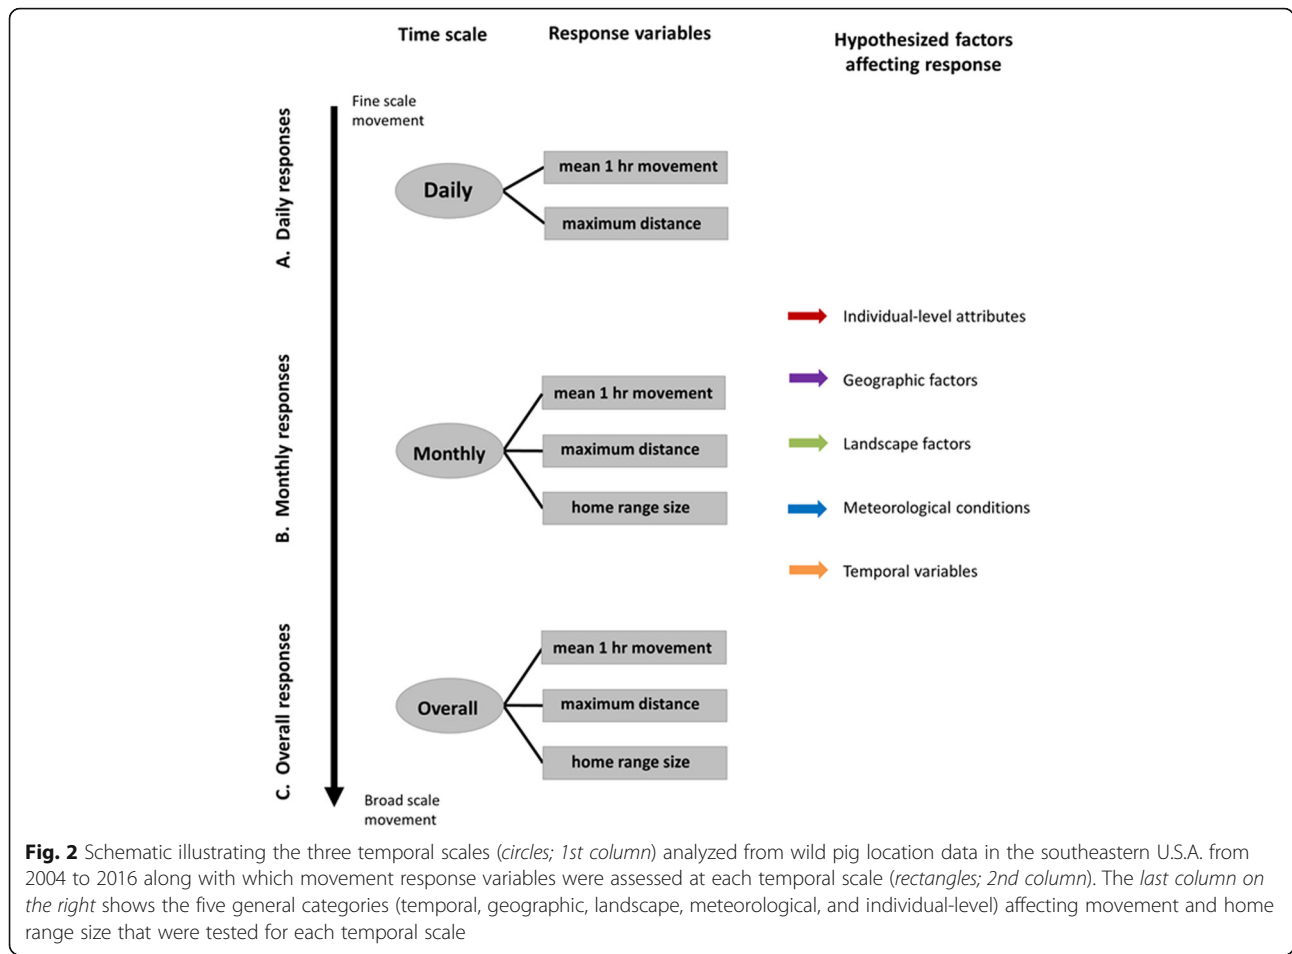 Time scale
Response variables
Hypothesized factors
affecting response
Fine scale
movement
A. Daily responses
Daily
mean 1 hr movement
maximum distance
B. Monthly responses
Monthly
mean 1 hr movement
maximum distance
home range size
C. Overall responses
Overall
mean 1 hr movement
maximum distance
home range size
Broad scale
movement
Individual-level attributes
Geographic factors
Landscape factors
Meteorological conditions
Temporal variables
Fig. 2 Schematic illustrating the three temporal scales (circles; 1st column) analyzed from wild pig location data in the southeastern U.S.A. from
2004 to 2016 along with which movement response variables were assessed at each temporal scale (rectangles; 2nd column). The last column on
the right shows the five general categories (temporal, geographic, landscape, meteorological, and individual-level) affecting movement and home
range size that were tested for each temporal scale